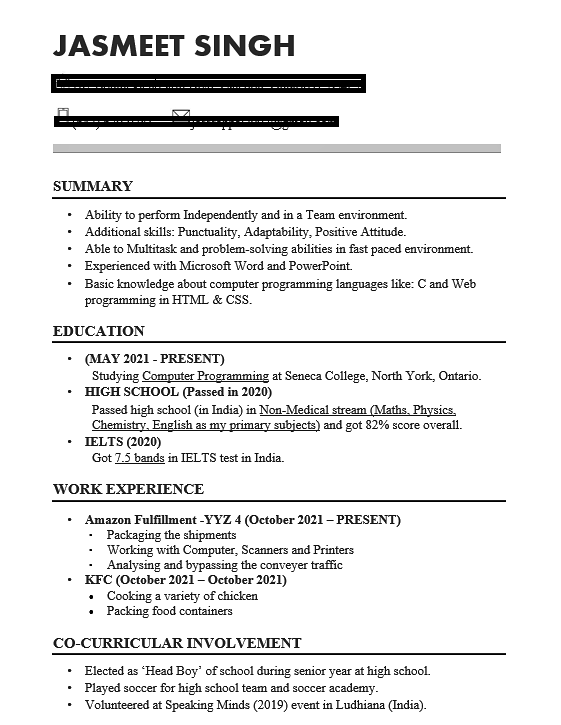 JASMEET SINGH
SUMMARY
• Ability to perform Independently and in a Team environment.
• Additional skills: Punctuality, Adaptability, Positive Attitude.
• Able to Multitask and problem-solving abilities in fast paced environment.
• Experienced with Microsoft Word and PowerPoint.
• Basic knowledge about computer programming languages like: C and Web
programming in HTML & CSS.
EDUCATION
• (MAY 2021 - PRESENT)
Studying Computer Programming at Seneca College, North York, Ontario.
• HIGH SCHOOL (Passed in 2020)
Passed high school (in India) in Non-Medical stream (Maths, Physics,
Chemistry, English as my primary subjects) and got 82% score overall.
• IELTS (2020)
Got 7.5 bands in IELTS test in India.
WORK EXPERIENCE
• Amazon Fulfillment -YYZ 4 (October 2021 – PRESENT)
• Packaging the shipments
• Working with Computer, Scanners and Printers
• Analysing and bypassing the conveyer traffic
• KFC (October 2021 – October 2021)
• Cooking a variety of chicken
• Packing food containers
CO-CURRICULAR INVOLVEMENT
• Elected as ‘Head Boy’ of school during senior year at high school.
• Played soccer for high school team and soccer academy.
• Volunteered at Speaking Minds (2019) event in Ludhiana (India).